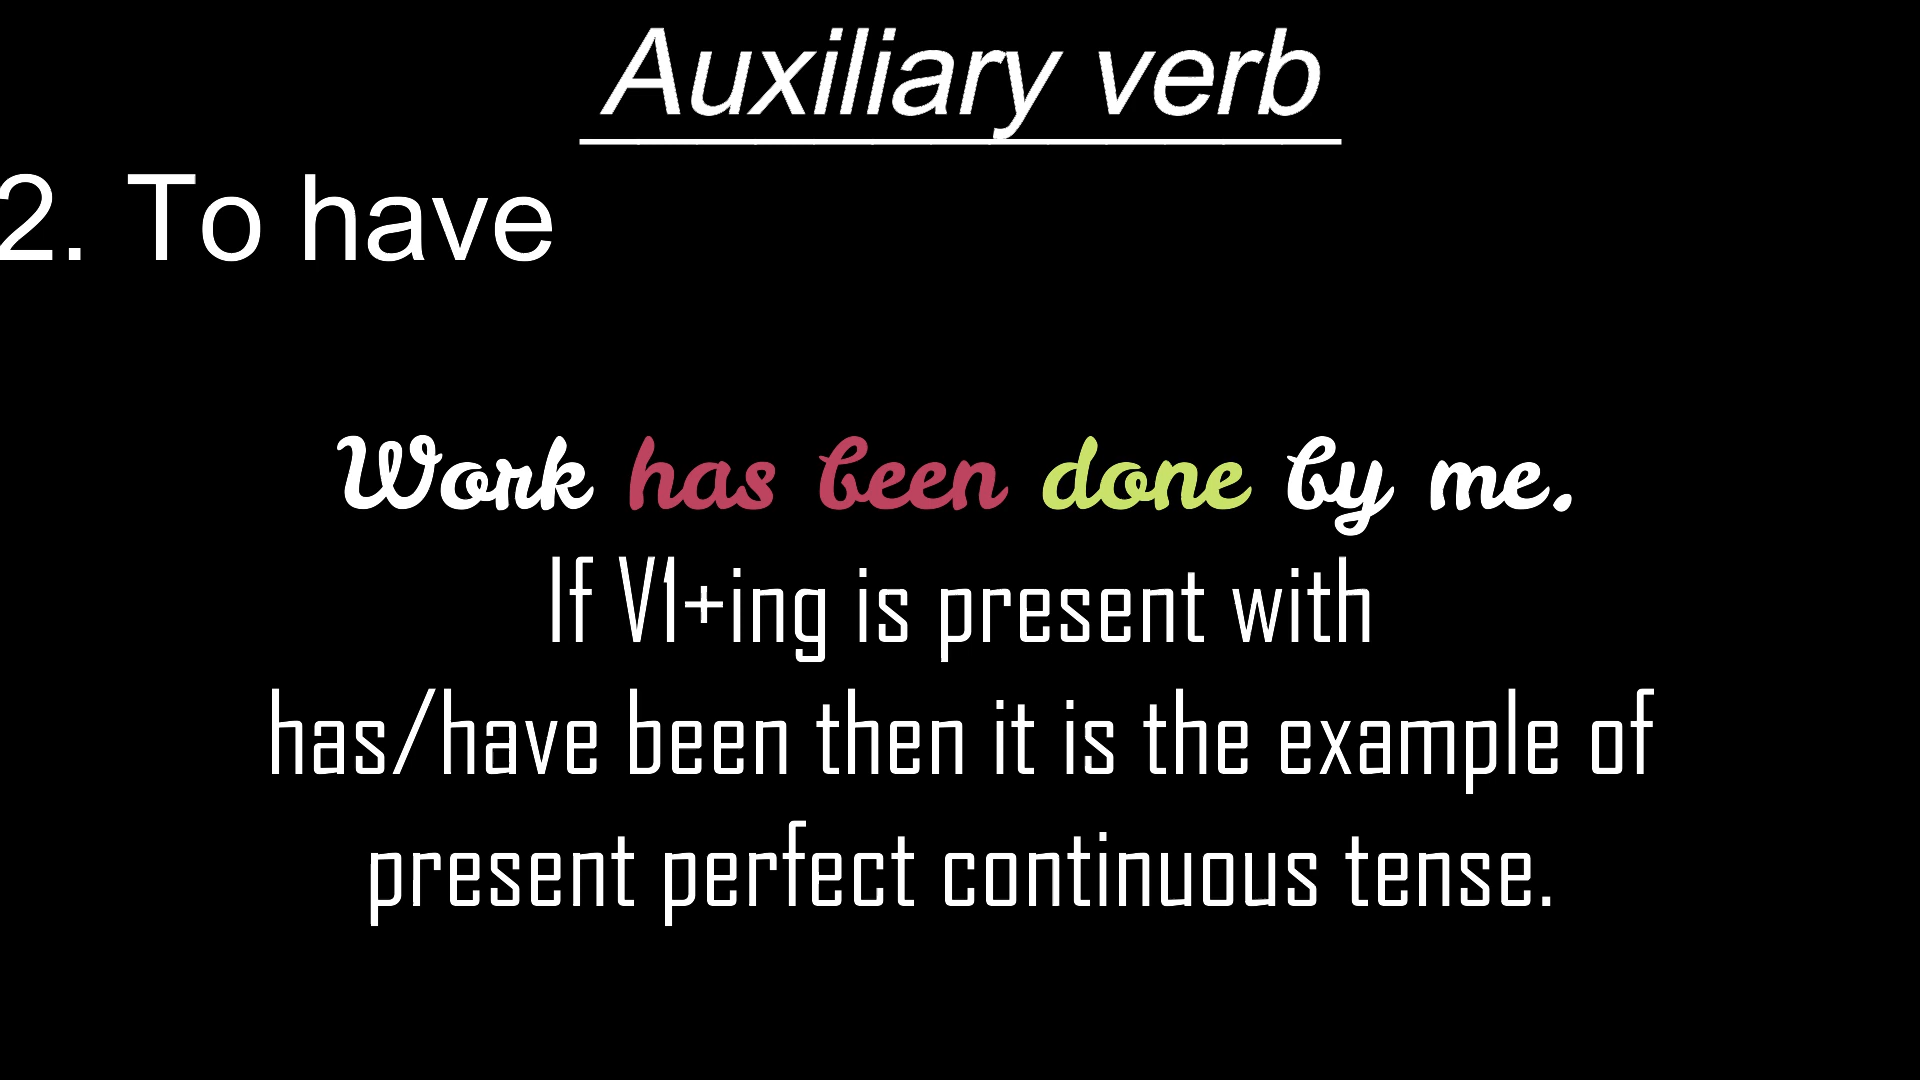 Auxiliary verb
2. To have
Work has been done by me.
If V1+ing is present with
has/have been then it is the example of
present perfect continuous tense.